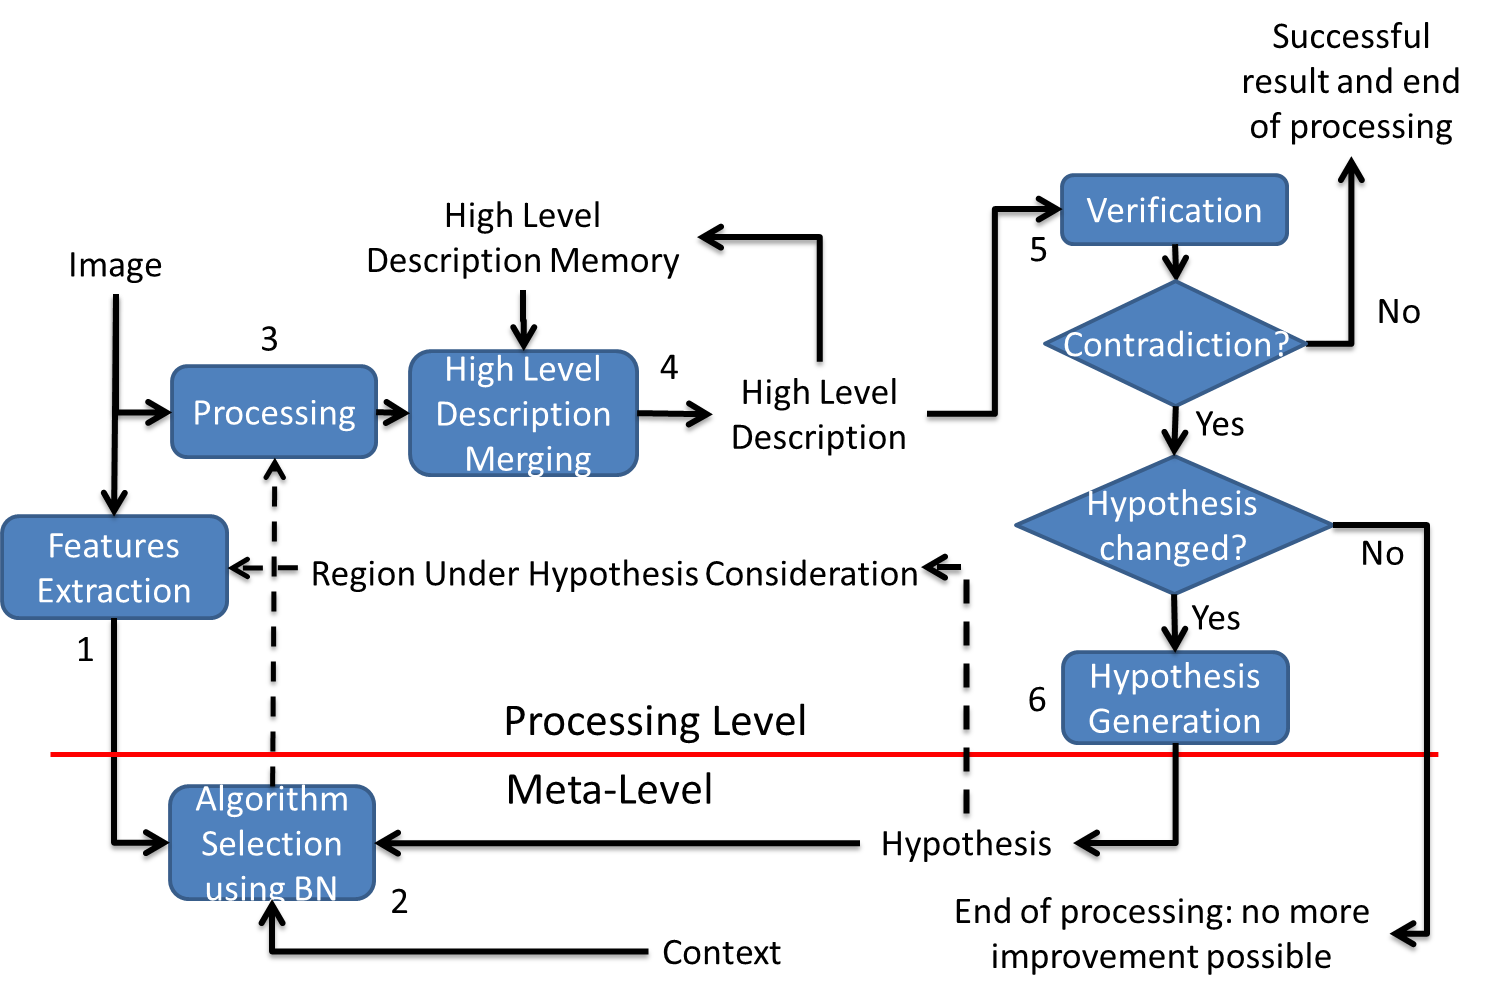 Successful
result and end
of processing
Verification
5
High Level
Description Memory
Image
Contradiction?
No
3
Processing
High Level
Description
Merging
4
High Level
Description
Yes
Hypothesis
changed?
No
Features
Extraction
Region Under Hypothesis Consideration
1
Yes
Hypothesis
Generation
6
Processing Level
Meta-Level
Algorithm
Selection
using BN
2
Hypothesis
End of processing: no more
improvement possible
Context